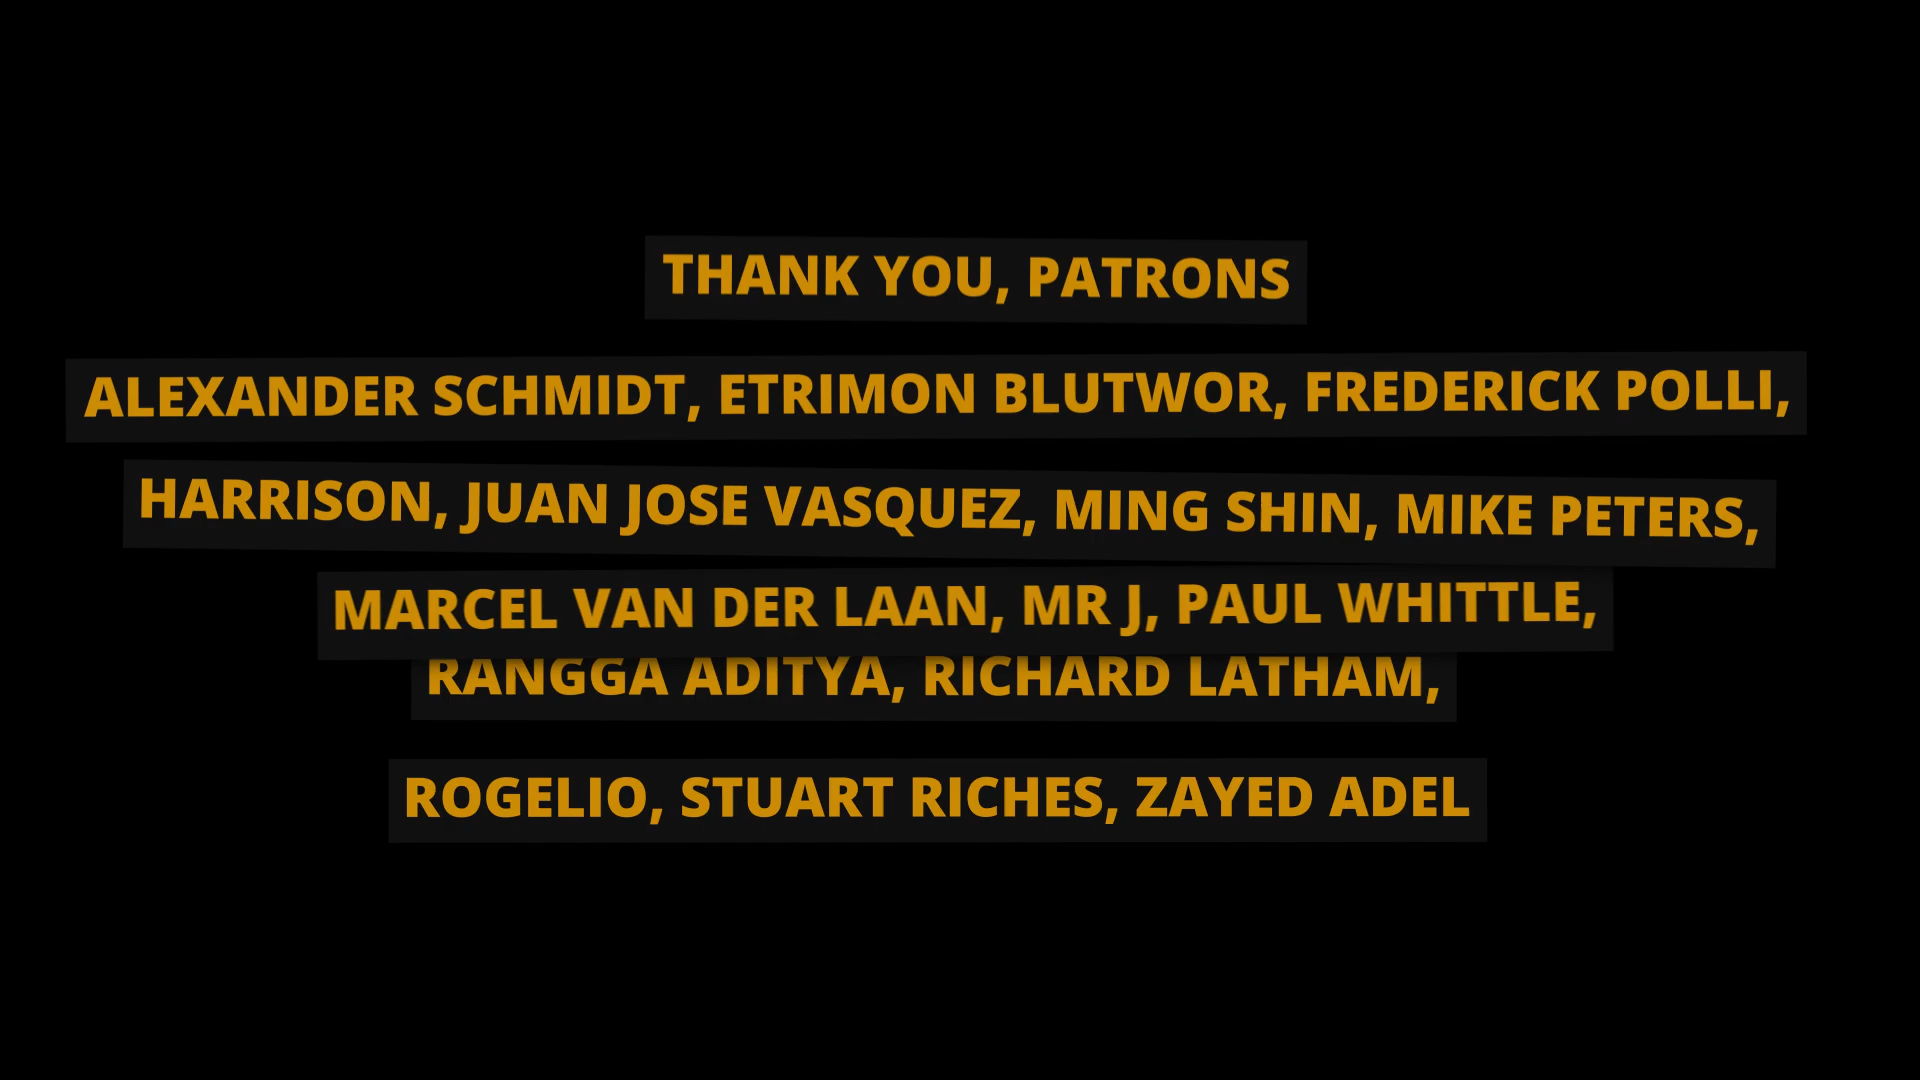 THANK YOU, PATRONS
ALEXANDER SCHMIDT, ETRIMON BLUTWOR, FREDERICK POLLI,
HARRISON, JUAN JOSE VASQUEZ, MING SHIN, MIKE PETERS,
MARCEL VAN DER LAAN, MR J, PAUL WHITTLE,
RANGGA ADITYA, RICHARD LATHAM,
ROGELIO, STUART RICHES, ZAYED ADEL